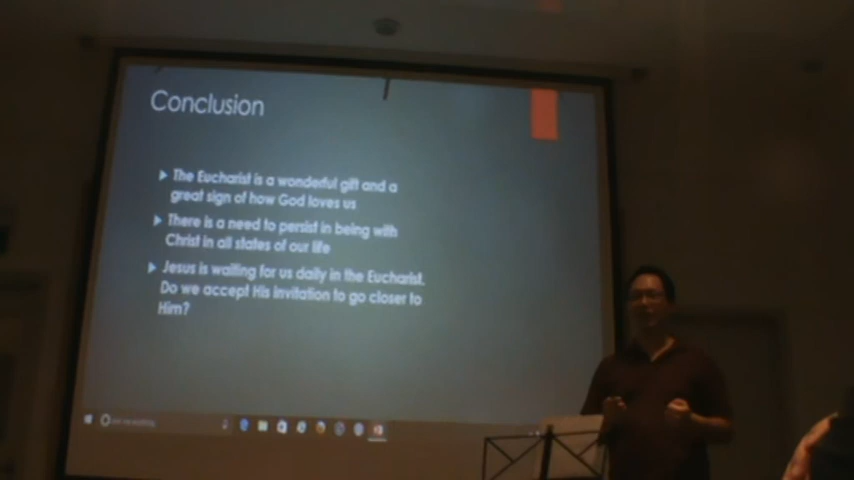 Conclusion
The Eucharist is a wonderful gift and a
great sign of how God loves us
There is a need to persist in being with
Christ in all states of our life
Jesus is waiting for us daily in the Eucharist.
Do we accept His invitation to go closer to
Him?